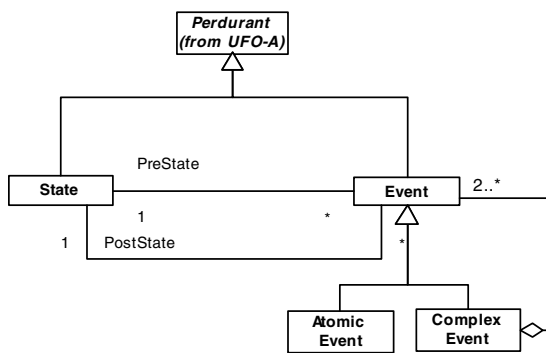 Perdurant
(from UFO-A)
PreState
State
Event
2..*
1
*
1
PostState
*
Atomic
Event
Complex
Event